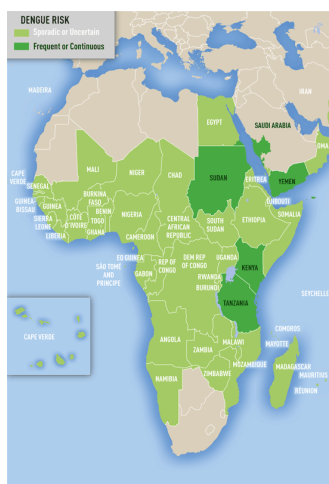 DENGUE RISK
Sporadic or Uncertain
Frequent or Continuous
MADEIRA
IRAN
EGYPT
SAUDI ARABIA
OMA
CAPE
VERDE
MALI
NIGER
CHAD
SUDAN
ERITREA
YEMEN
SENEGAL
GUINEA
BISSAU
GUINEA
BURKINA
FASO
BENIN
TOGO
GHANA
CÔTE
D'IVOIRE
SIERRA
LEONE
LIBERIA
NIGERIA
CAMEROON
CENTRAL
AFRICAN
REPUBLIC
SOUTH
SUDAN
ETHIOPIA
DJIBOUTI
SOMALIA
EQ GUINEA
SÃO TOMÉ
AND
PRINCIPE
GABON
REP OF
CONGO
DEM REP
OF CONGO
UGANDA
RWANDA
BURUNDI
KENYA
TANZANIA
SEYCHELLE
CAPE VERDE
ANGOLA
ZAMBIA
MALAWI
MOZAMBIQUE
ZIMBABWE
NAMIBIA
COMOROS
MAYOTTE
MADAGASCAR
MAURITIUS
RÉUNION